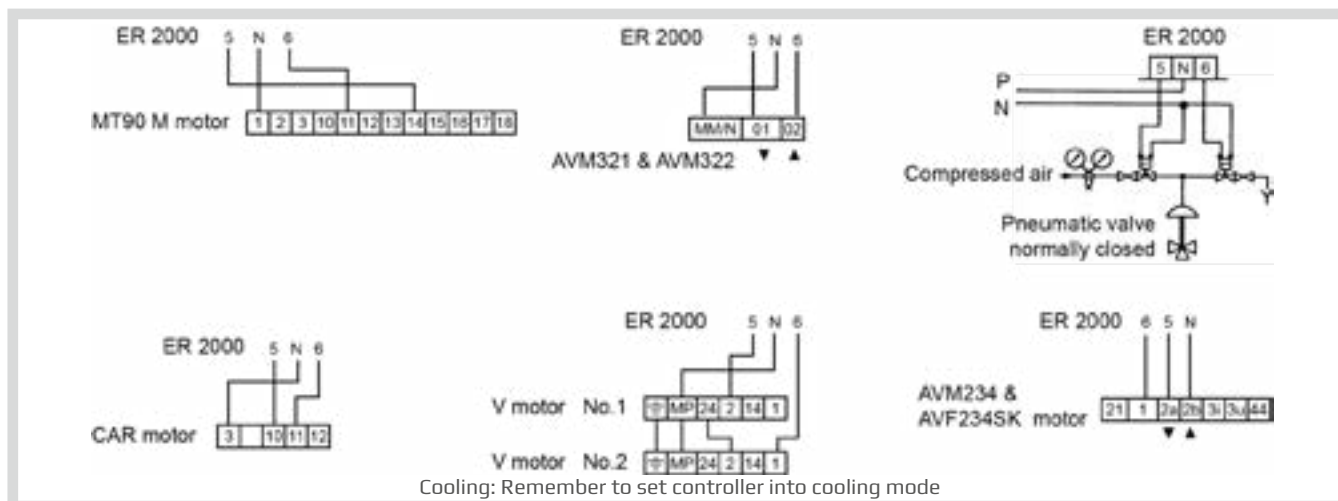 ER 2000 5 N 6
MT90 M motor 1 2 3 10 11 12 13 14 15 16 17 18
ER 2000 5 N 6
MM/N 01 02
AVM321 & AVM322 ▼ ▲
ER 2000
5 N 6
P
N
Compressed air
Y
Pneumatic valve
normally closed
ER 2000 5 N 6
CAR motor 3 10 11 12
ER 2000 5 N 6
V motor No.1 MP 24 2 14 1
V motor No.2 MP 24 2 14 1
ER 2000 6 5 N
AVM234 &
AVF234SK motor 21 1 2a 2b 3i 3u 44
▼ ▲
Cooling: Remember to set controller into cooling mode